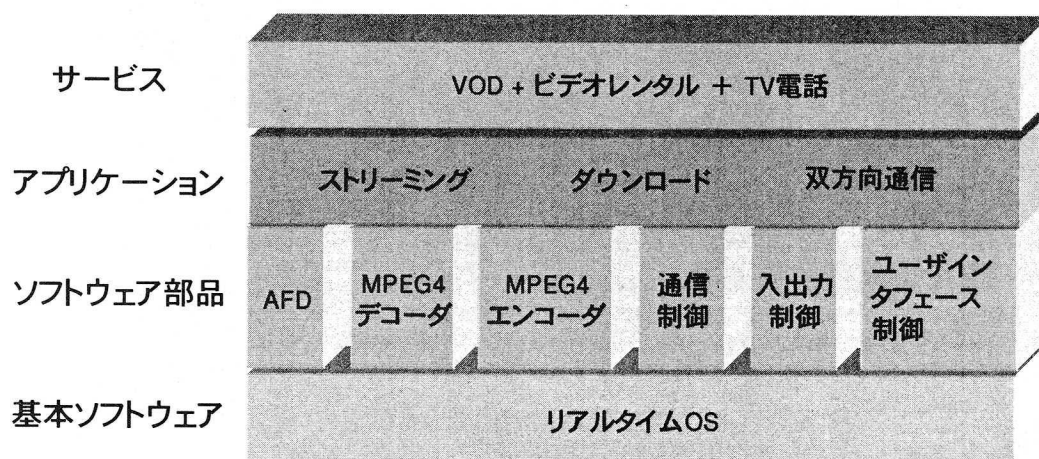 サービス
VOD + ビデオレンタル + TV電話
アプリケーション
ストリーミング
ダウンロード
双方向通信
ソフトウェア部品
AFD
MPEG4
デコーダ
MPEG4
エンコーダ
通信
制御
入出力
制御
ユーザイン
タフェース
制御
基本ソフトウェア
リアルタイムOS